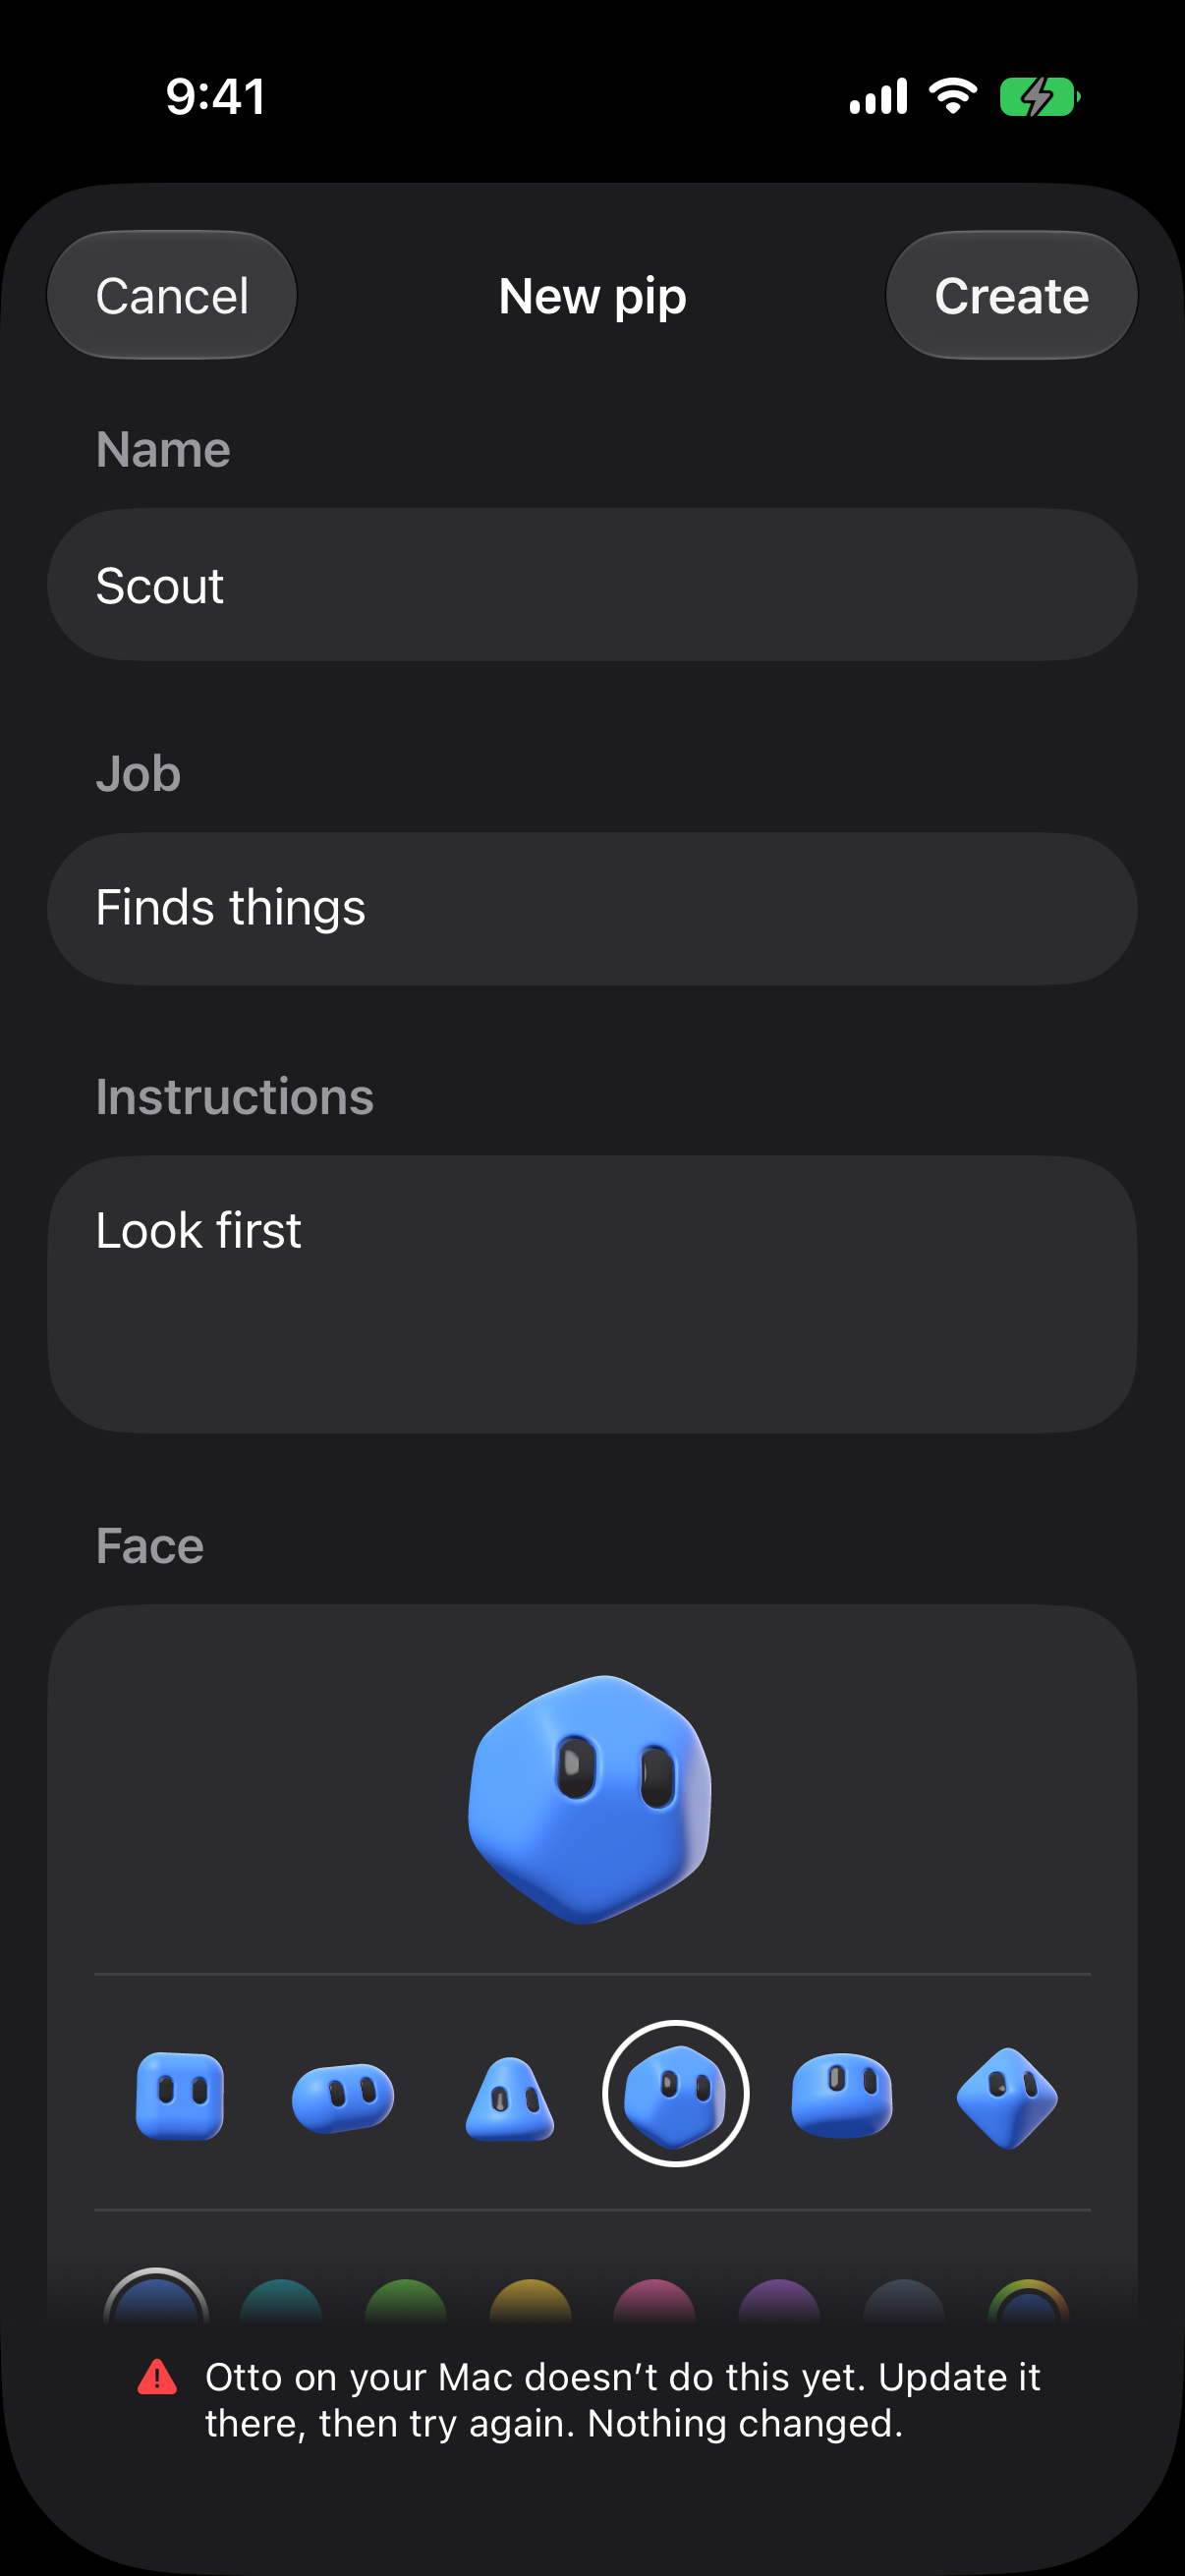 9:41
Cancel
New pip
Create
Name
Scout
Job
Finds things
Instructions
Look first
Face
Otto on your Mac doesn’t do this yet. Update it
there, then try again. Nothing changed.